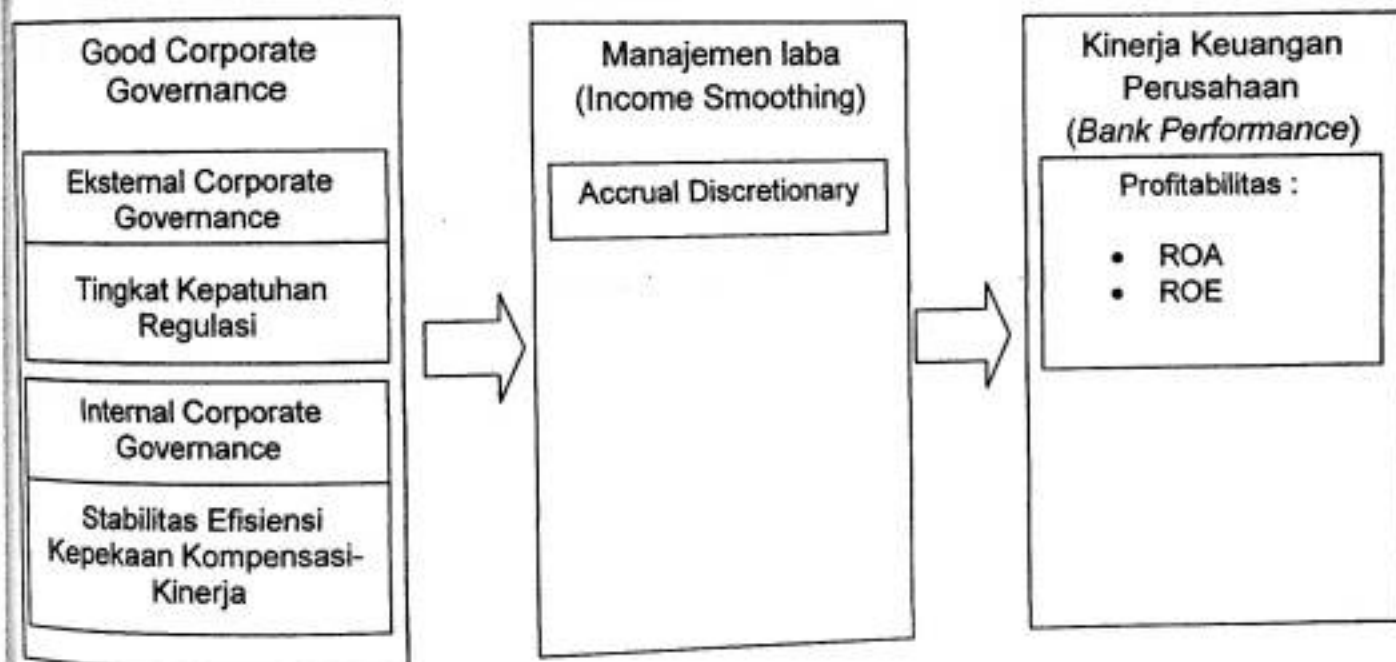 Good Corporate
Governance
Eksternal Corporate
Governance
Tingkat Kepatuhan
Regulasi
Internal Corporate
Governance
Stabilitas Efisiensi
Kepekaan Kompensasi-
Kinerja
Manajemen laba
(Income Smoothing)
Accrual Discretionary
Kinerja Keuangan
Perusahaan
(Bank Performance)
Profitabilitas :
• ROA
• ROE